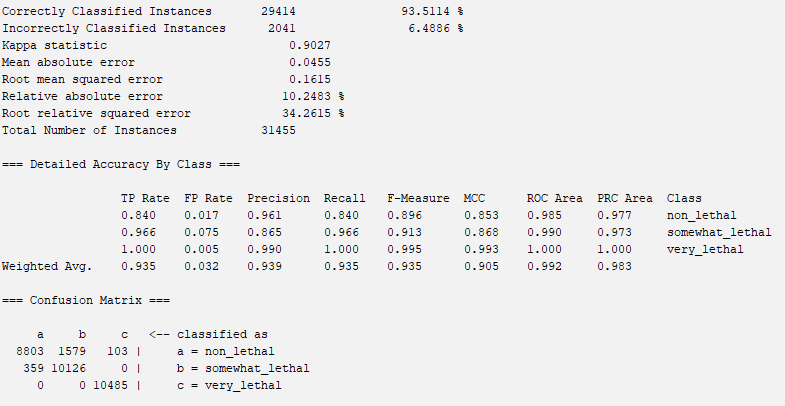 Correctly Classified Instances 29414 93.5114 %
Incorrectly Classified Instances 2041 6.4886 %
Kappa statistic 0.9027
Mean absolute error 0.0455
Root mean squared error 0.1615
Relative absolute error 10.2483 %
Root relative squared error 34.2615 %
Total Number of Instances 31455
=== Detailed Accuracy By Class ===
TP Rate FP Rate Precision Recall F-Measure MCC ROC Area PRC Area Class
0.840 0.017 0.961 0.840 0.896 0.853 0.985 0.977 non_lethal
0.966 0.075 0.865 0.966 0.913 0.868 0.990 0.973 somewhat_lethal
1.000 0.005 0.990 1.000 0.995 0.993 1.000 1.000 very_lethal
Weighted Avg. 0.935 0.032 0.939 0.935 0.935 0.905 0.992 0.983
=== Confusion Matrix ===
a b c <-- classified as
8803 1579 103 | a = non_lethal
359 10126 0 | b = somewhat_lethal
0 0 10485 | c = very_lethal